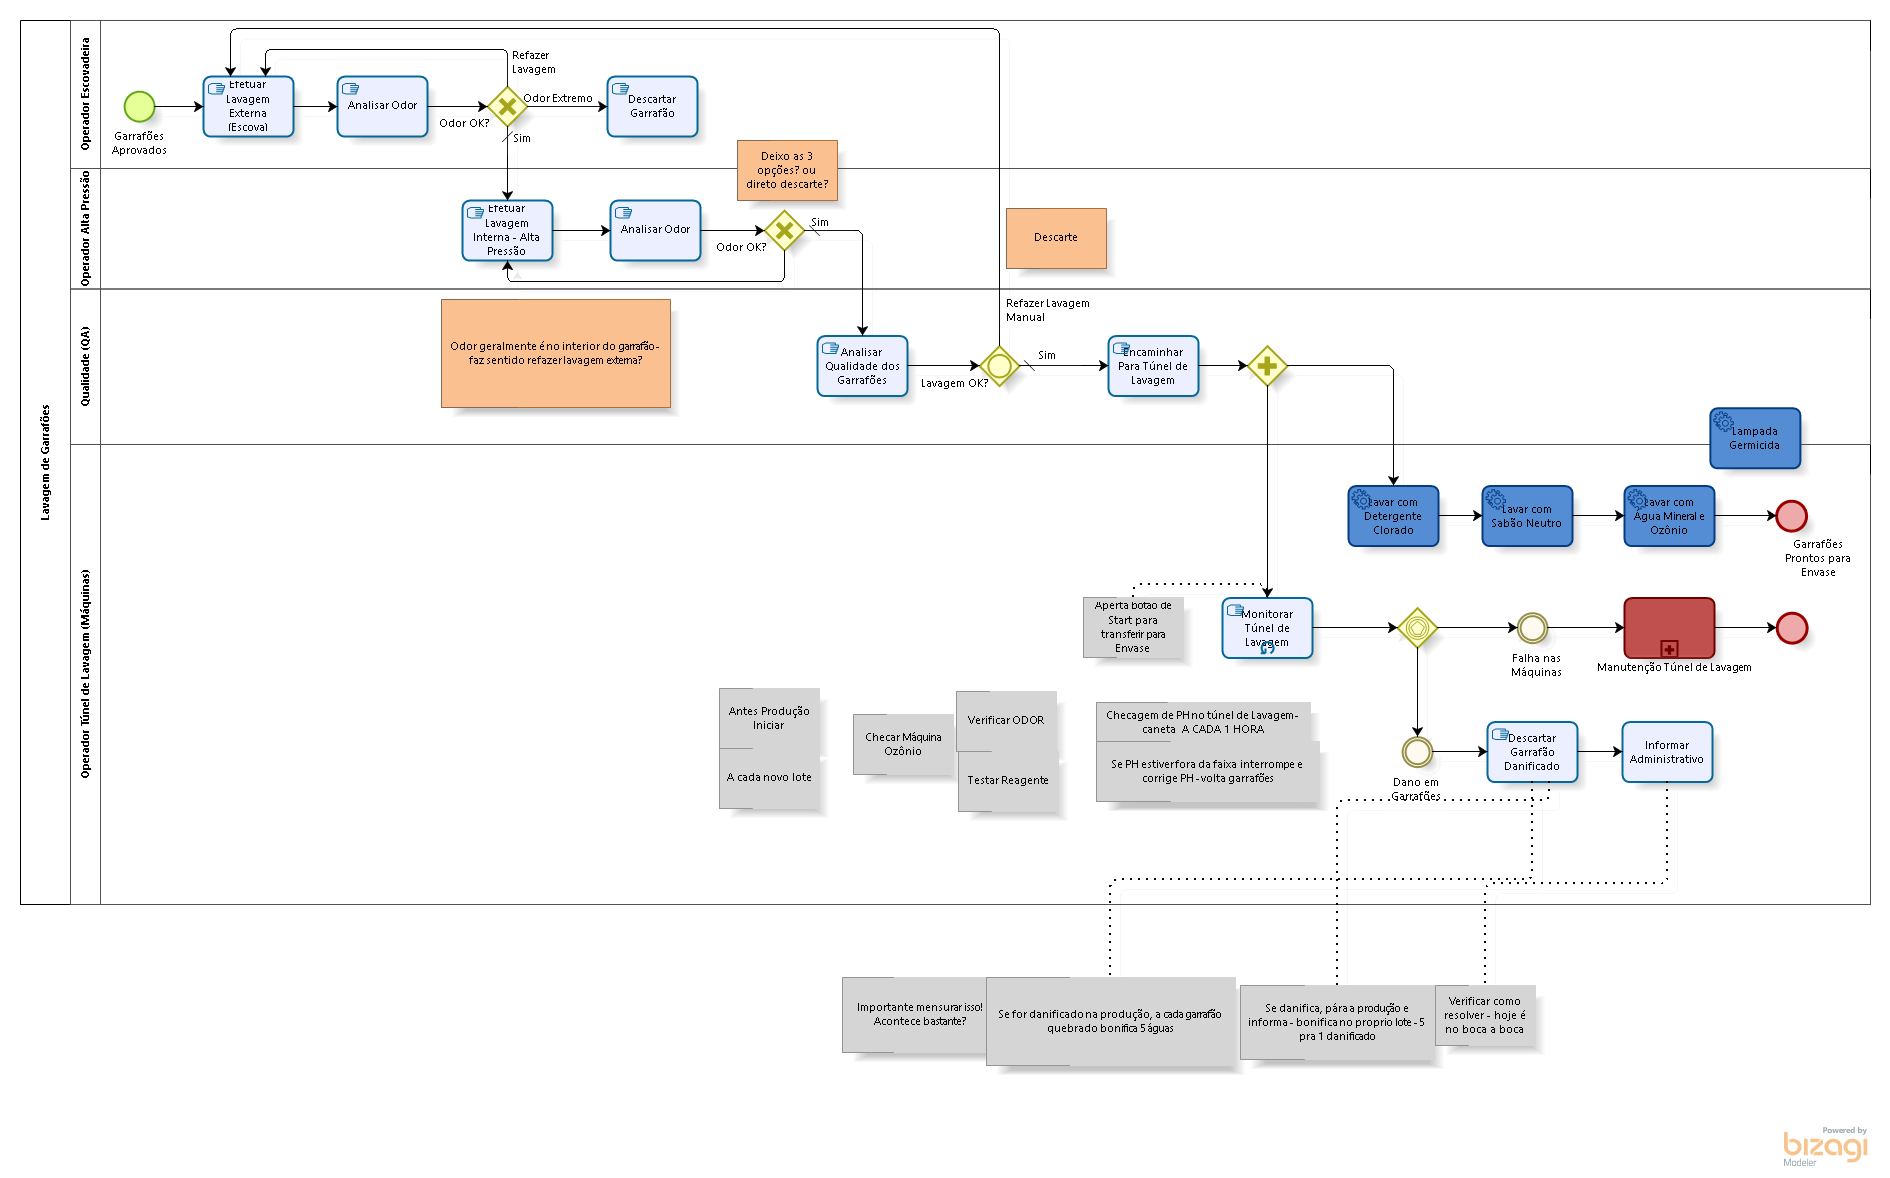 Lavagem de Garrafões
Operador Escovadeira
Garrafões
Aprovados
Efetuar
Lavagem
Externa
(Escova)
Analisar Odor
Odor OK?
Refazer
Lavagem
Odor Extremo
Sim
Descartar
Garrafão
Deixo as 3
opções? ou
direto descarte?
Operador Alta Pressão
Efetuar
Lavagem
Interna - Alta
Pressão
Analisar Odor
Odor OK?
Sim
Descarte
Qualidade (QA)
Odor geralmente é no interior do garrafão-
faz sentido refazer lavagem externa?
Analisar
Qualidade dos
Garrafões
Lavagem OK?
Refazer Lavagem
Manual
Sim
Encaminhar
Para Túnel de
Lavagem
Lampada
Germicida
Operador Túnel de Lavagem (Máquinas)
Lavar com
Detergente
Clorado
Lavar com
Sabão Neutro
Lavar com
Agua Mineral e
Ozônio
Garrafões
Prontos para
Envase
Aperta botao de
Start para
transferir para
Envase
Monitorar
Túnel de
Lavagem
Falha nas
Máquinas
Manutenção Túnel de Lavagem
Antes Produção
Iniciar
A cada novo lote
Checar Máquina
Ozônio
Verificar ODOR
Testar Reagente
Checagem de PH no túnel de Lavagem-
caneta A CADA 1 HORA
Se PH estiver fora da faixa interrompe e
corrige PH - volta garrafões
Dano em
Garrafões
Descartar
Garrafão
Danificado
Informar
Administrativo
Importante mensurar isso!
Acontece bastante?
Se for danificado na produção, a cada garrafão
quebrado bonifica 5 águas
Se danifica, pára a produção e
informa - bonifica no proprio lote - 5
pra 1 danificado
Verificar como
resolver - hoje é
no boca a boca
Powered by
bizagi
Modeler